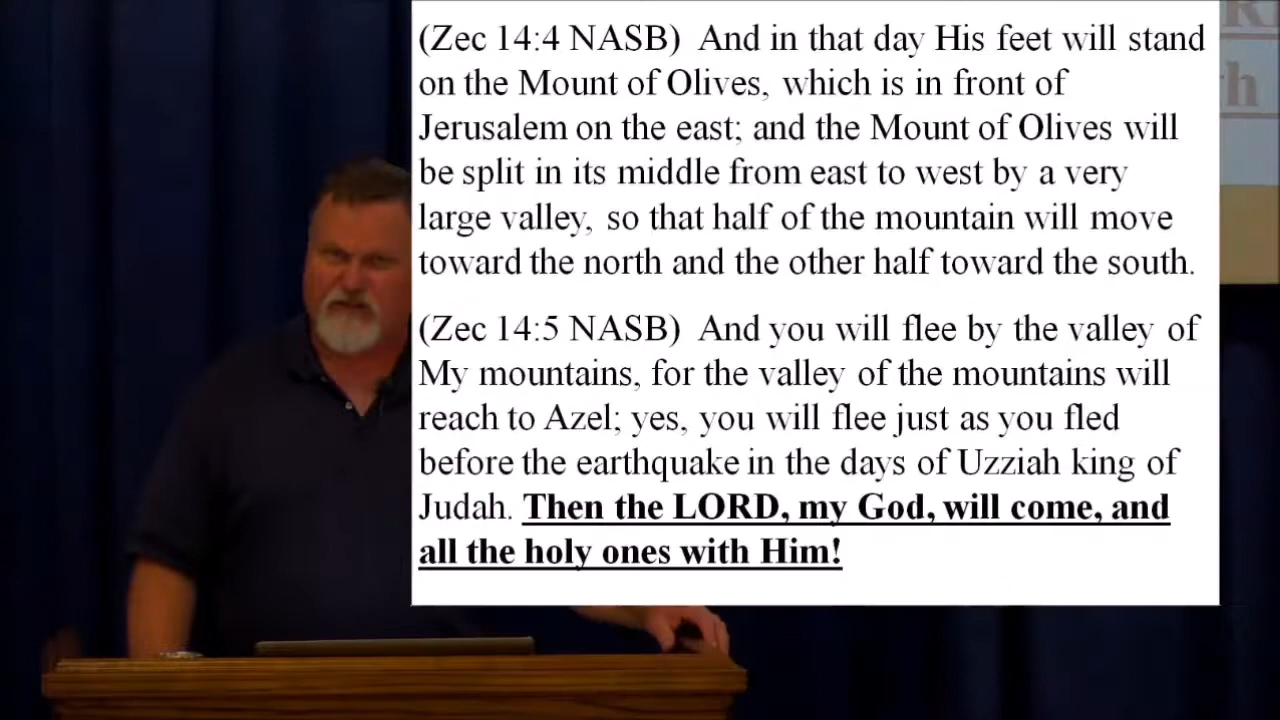 (Zec 14:4 NASB)  And in that day His feet will stand
on the Mount of Olives, which is in front of
Jerusalem on the east; and the Mount of Olives will
be split in its middle from east to west by a very
large valley, so that half of the mountain will move
toward the north and the other half toward the south.
(Zec 14:5 NASB)  And you will flee by the valley of
My mountains, for the valley of the mountains will
reach to Azel; yes, you will flee just as you fled
before the earthquake in the days of Uzziah king of
Judah. Then the LORD, my God, will come, and
all the holy ones with Him!